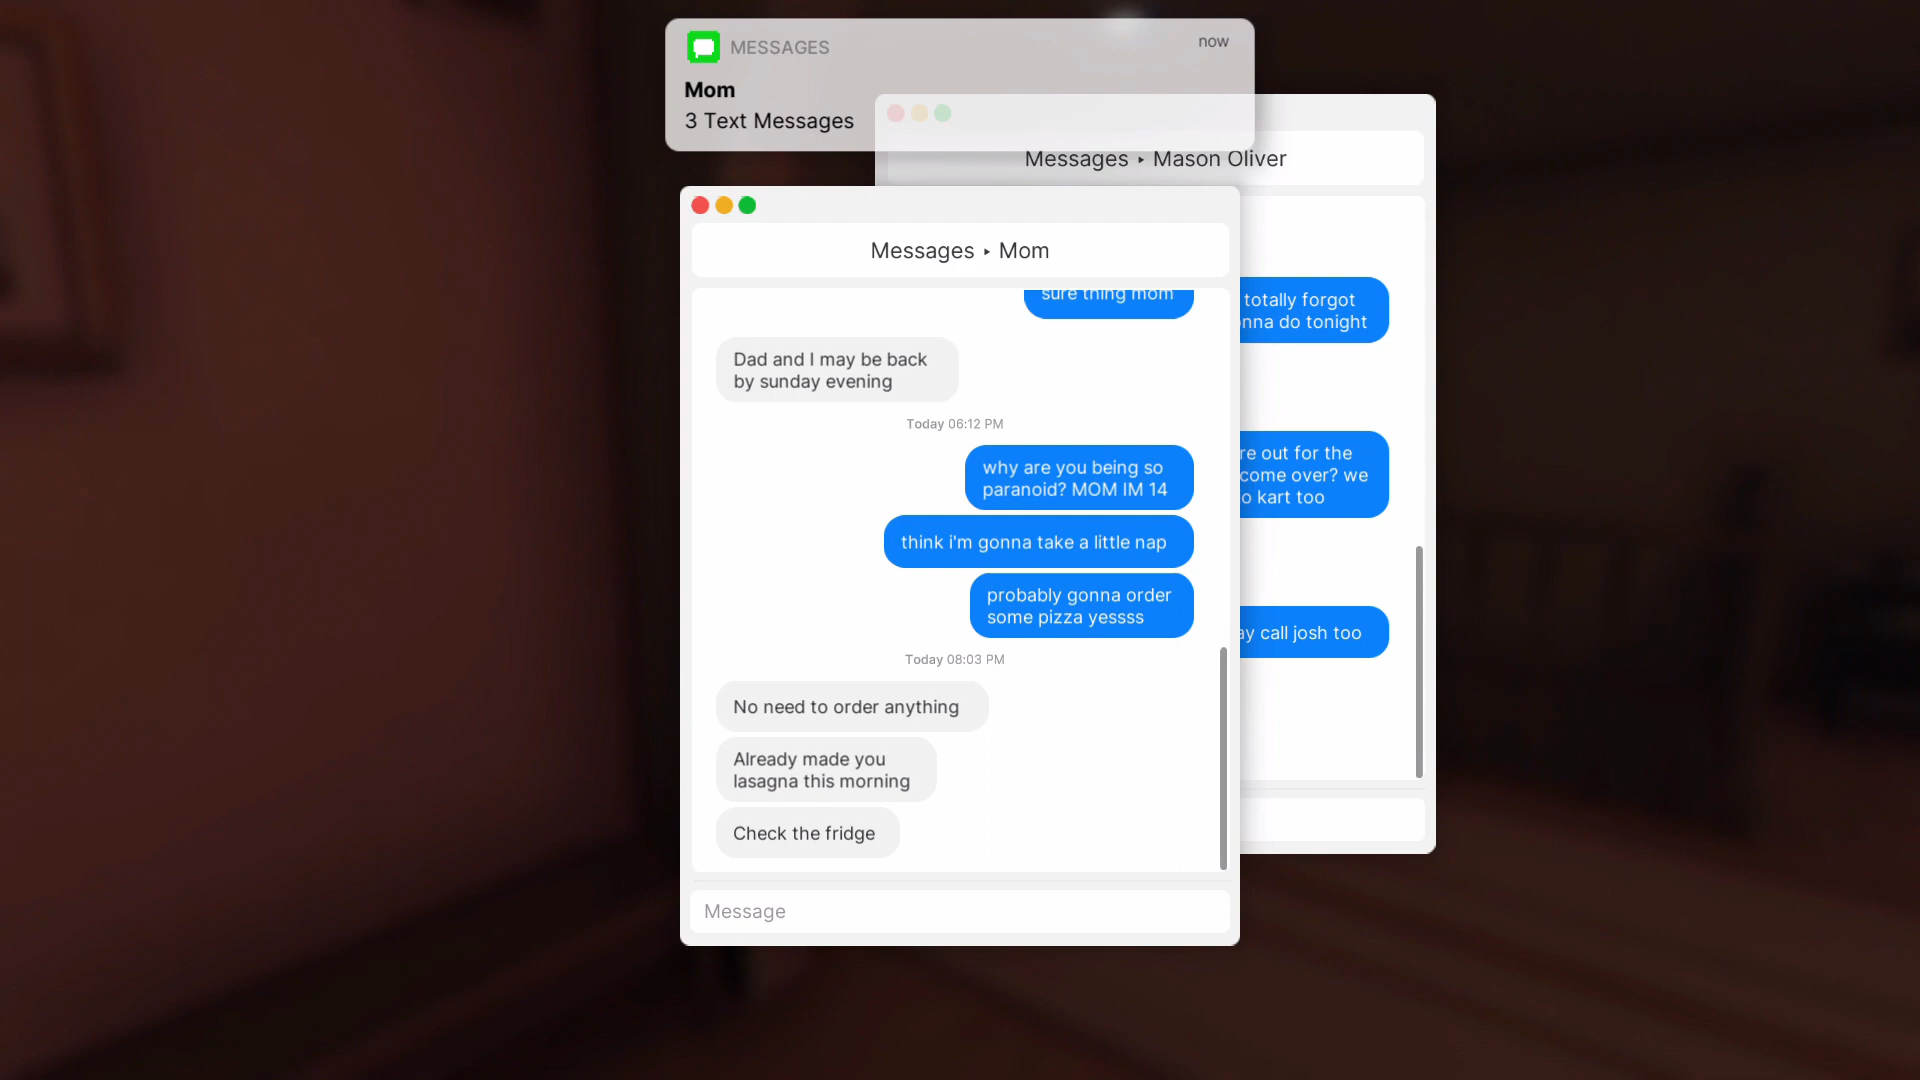 MESSAGES
now
Mom
3 Text Messages
Messages ‣ Mason Oliver
Messages ‣ Mom
sure thing mom
Dad and I may be back
by sunday evening
Today 06:12 PM
why are you being so
paranoid? MOM IM 14
think i'm gonna take a little nap
probably gonna order
some pizza yessss
Today 08:03 PM
No need to order anything
Already made you
lasagna this morning
Check the fridge
Message
totally forgot
do tonight
out for the
come over? we
kart too
call josh too